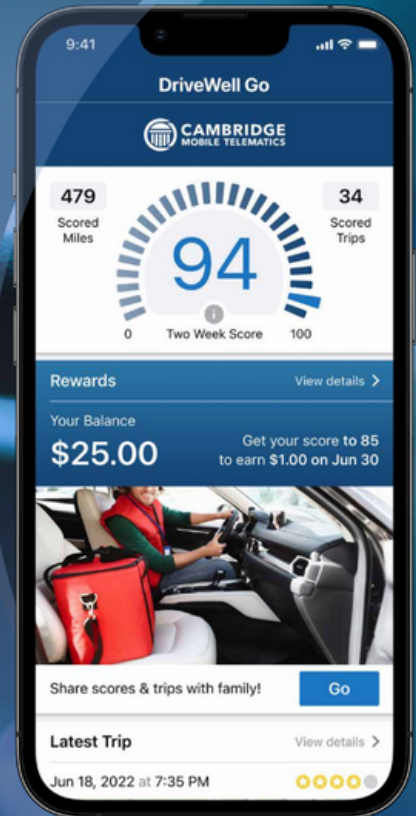 9:41
DriveWell Go
CAMBRIDGE
MOBILE TELEMATICS
479
Scored
Miles
34
Scored
Trips
94
0
Two Week Score
100
Rewards
View details
Your Balance
$25.00
Get your score to 85
to earn $1.00 on Jun 30
Share scores & trips with family!
Go
Latest Trip
View details
Jun 18, 2022 at 7:35 PM